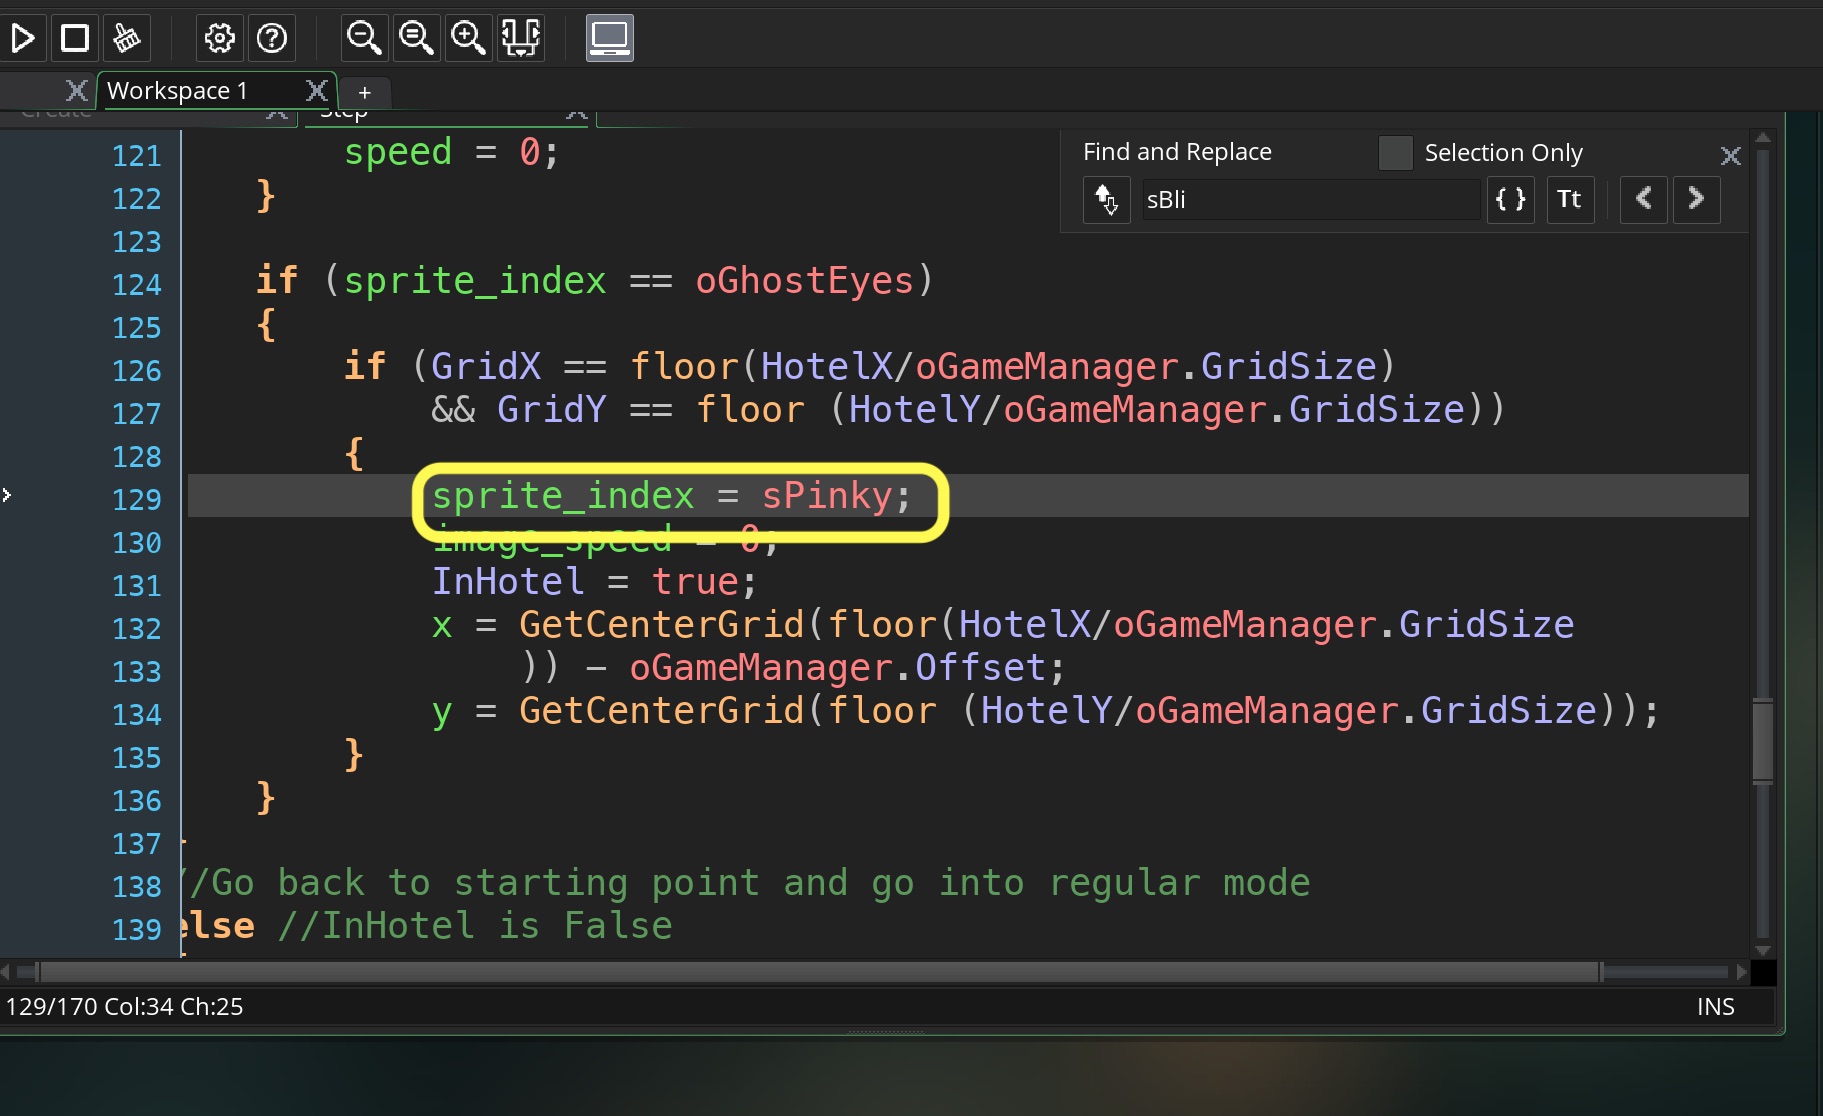 Workspace 1
+
Create
Step
Find and Replace
Selection Only
sBli
{ }
Tt
121 speed = 0;
122 }
123
124 if (sprite_index == oGhostEyes)
125 {
126 if (GridX == floor(HotelX/oGameManager.GridSize)
127 && GridY == floor (HotelY/oGameManager.GridSize))
128 {
129 sprite_index = sPinky;
130 image_speed = 0;
131 InHotel = true;
132 x = GetCenterGrid(floor(HotelX/oGameManager.GridSize
133 )) - oGameManager.Offset;
134 y = GetCenterGrid(floor (HotelY/oGameManager.GridSize));
135 }
136 }
137 }
138 //Go back to starting point and go into regular mode
139 else //InHotel is False
129/170 Col:34 Ch:25
INS